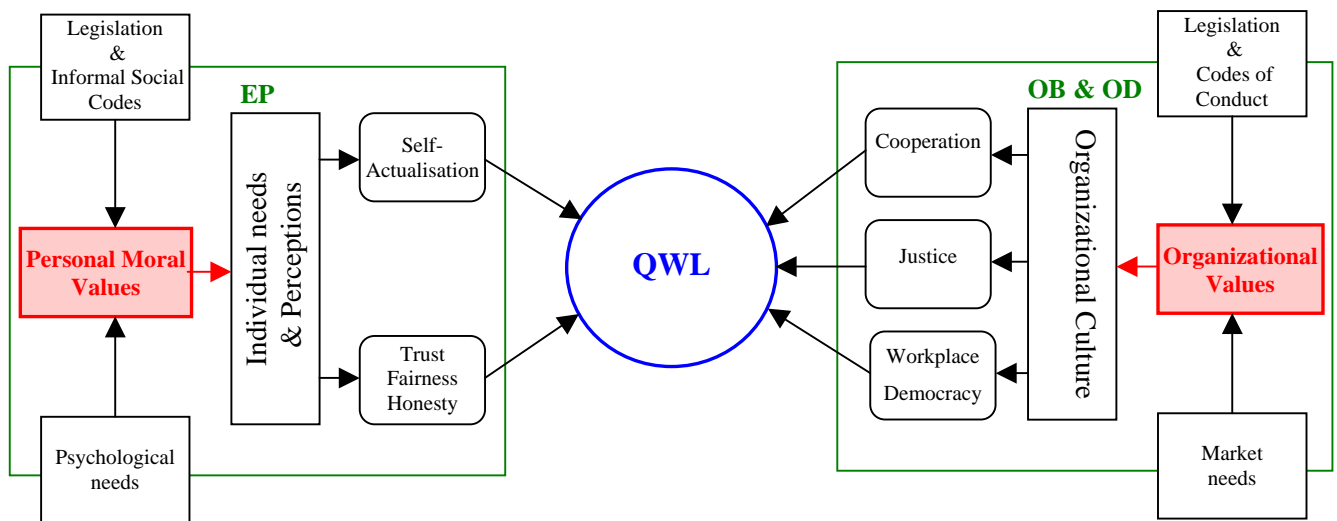 Legislation
&
Informal Social
Codes
EP
Personal Moral
Values
Individual needs
& Perceptions
Self-
Actualisation
Trust
Fairness
Honesty
Psychological
needs
QWL
Legislation
&
Codes of
Conduct
OB & OD
Cooperation
Justice
Workplace
Democracy
Organizational Culture
Organizational
Values
Market
needs